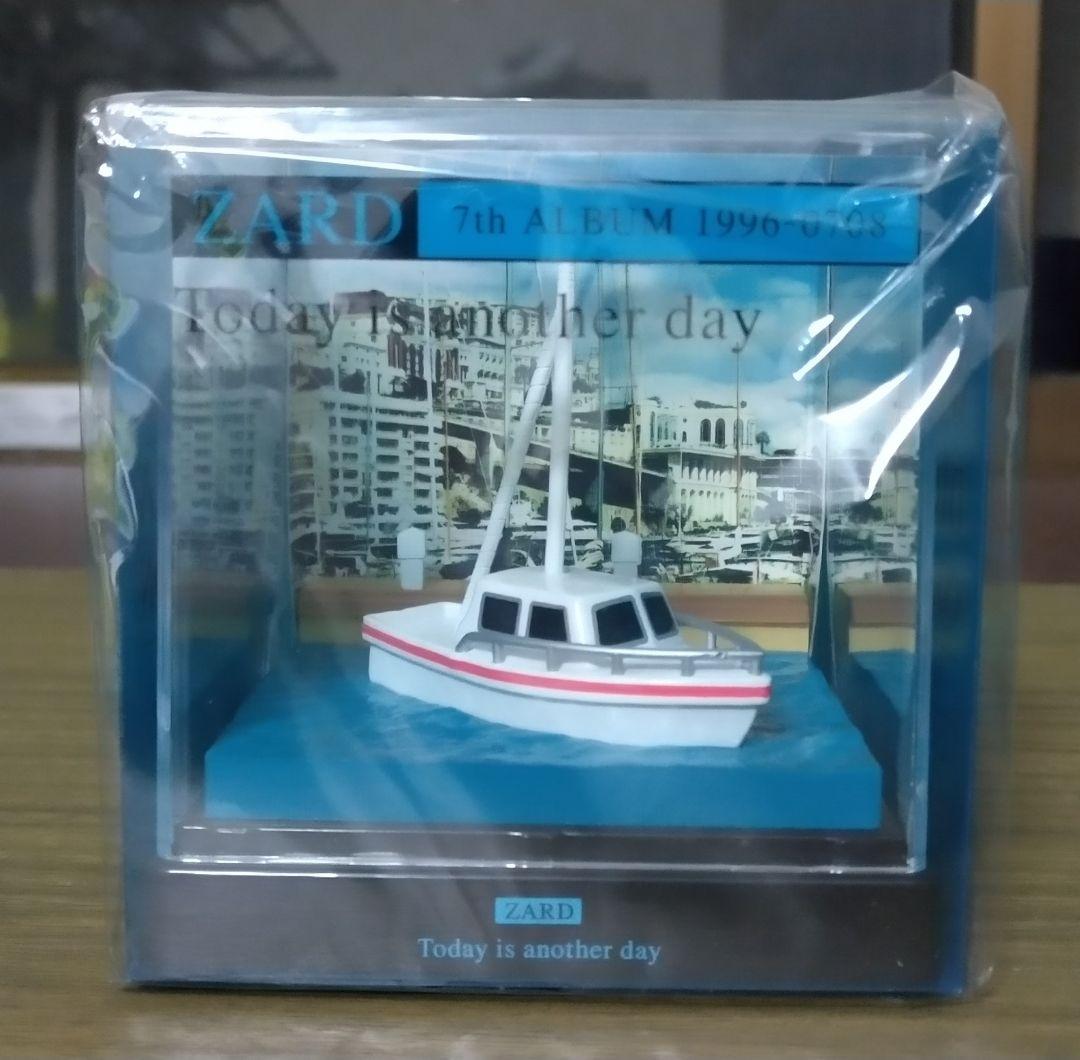 ZARD 7th ALBUM 1996-0708
Today is another day
ZARD
Today is another day